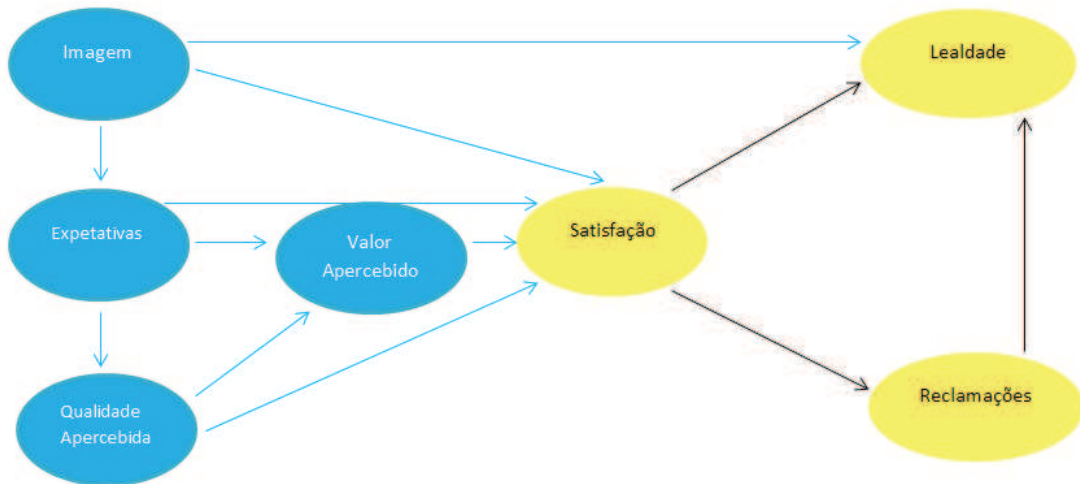 Imagem
Lealdade
Expetativas
Valor
Apercebido
Satisfação
Qualidade
Apercebida
Reclamações